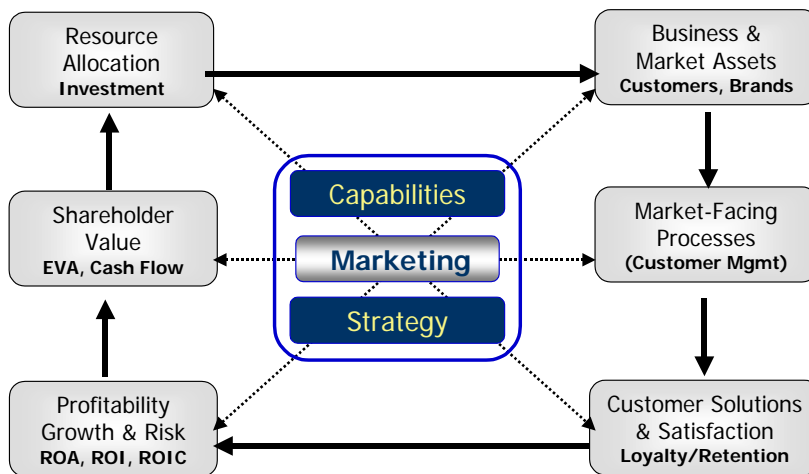 Resource
Allocation
Investment
Business &
Market Assets
Customers, Brands
Capabilities
Marketing
Strategy
Shareholder
Value
EVA, Cash Flow
Market-Facing
Processes
(Customer Mgmt)
Profitability
Growth & Risk
ROA, ROI, ROIC
Customer Solutions
& Satisfaction
Loyalty/Retention